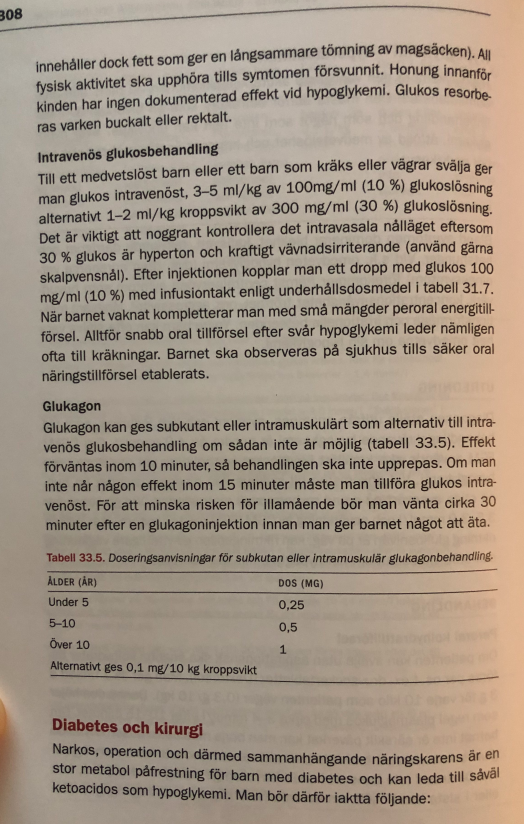 308
innehåller dock fett som ger en långsammare tömning av magsäcken). All
fysisk aktivitet ska upphöra tills symtomen försvunnit. Honung innanför
kinden har ingen dokumenterad effekt vid hypoglykemi. Glukos resorbe-
ras varken buckalt eller rektalt.
Intravenös glukosbehandling
Till ett medvetslöst barn eller ett barn som kräks eller vägrar svälja ger
man glukos intravenöst, 3–5 ml/kg av 100mg/ml (10 %) glukoslösning
alternativt 1–2 ml/kg kroppsvikt av 300 mg/ml (30 %) glukoslösning.
Det är viktigt att noggrant kontrollera det intravasala nålläget eftersom
30 % glukos är hyperton och kraftigt vävnadsirriterande (använd gärna
skalpvensnål). Efter injektionen kopplar man ett dropp med glukos 100
mg/ml (10 %) med infusionstakt enligt underhållsdosmedel i tabell 31.7.
När barnet vaknat kompletterar man med små mängder peroral energitill-
försel. Alltför snabb oral tillförsel efter svår hypoglykemi leder nämligen
ofta till kräkningar. Barnet ska observeras på sjukhus tills säker oral
näringstillförsel etablerats.
Glukagon
Glukagon kan ges subkutant eller intramuskulärt som alternativ till intra-
venös glukosbehandling om sådan inte är möjlig (tabell 33.5). Effekt
förväntas inom 10 minuter, så behandlingen ska inte upprepas. Om man
inte når någon effekt inom 15 minuter måste man tillföra glukos intra-
venöst. För att minska risken för illamående bör man vänta cirka 30
minuter efter en glukagoninjektion innan man ger barnet något att äta.
Tabell 33.5. Doseringsanvisningar för subkutan eller intramuskulär glukagonbehandling.
ÅLDER (ÅR) DOS (MG)
Under 5 0,25
5–10 0,5
Över 10 1
Alternativt ges 0,1 mg/10 kg kroppsvikt
Diabetes och kirurgi
Narkos, operation och därmed sammanhängande näringskarens är en
stor metabol påfrestning för barn med diabetes och kan leda till såväl
ketoacidos som hypoglykemi. Man bör därför iaktta följande: